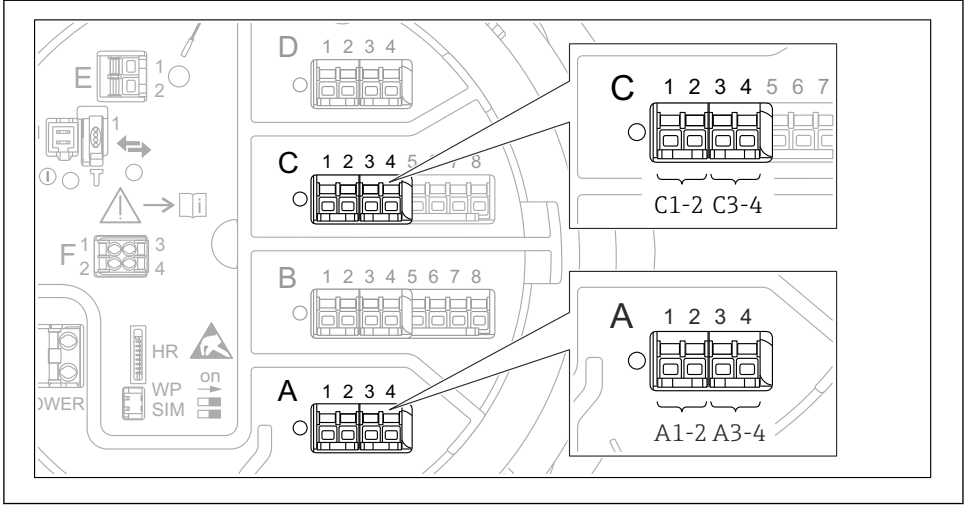 D 1 2 3 4
E 1
2
1
C 1 2 3 4 5 6 7 8
i
F 1 3
2 4
B 1 2 3 4 5 6 7 8
HR
on
WP
SIM
OWER
A 1 2 3 4
C 1 2 3 4 5 6 7
C1-2 C3-4
A 1 2 3 4
A1-2 A3-4